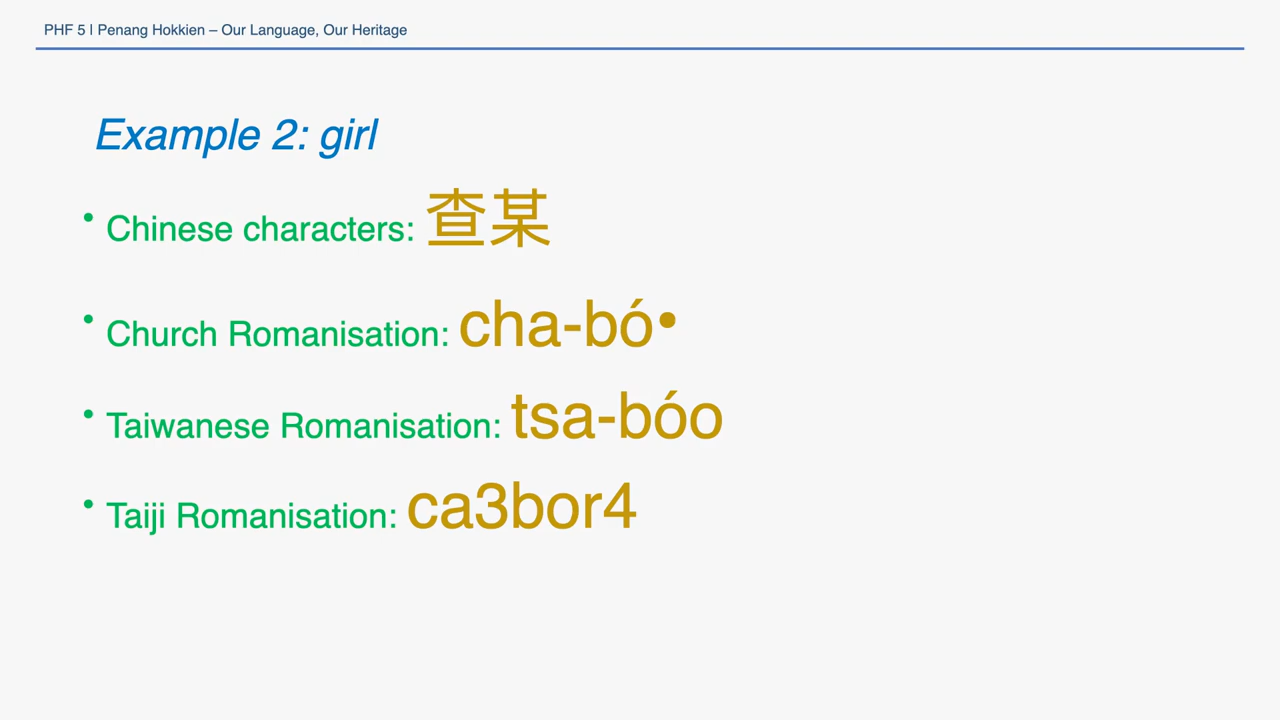 PHF 5 | Penang Hokkien – Our Language, Our Heritage
Example 2: girl
• Chinese characters: 查某
• Church Romanisation: cha-bó•
• Taiwanese Romanisation: tsa-bóo
• Taiji Romanisation: ca3bor4